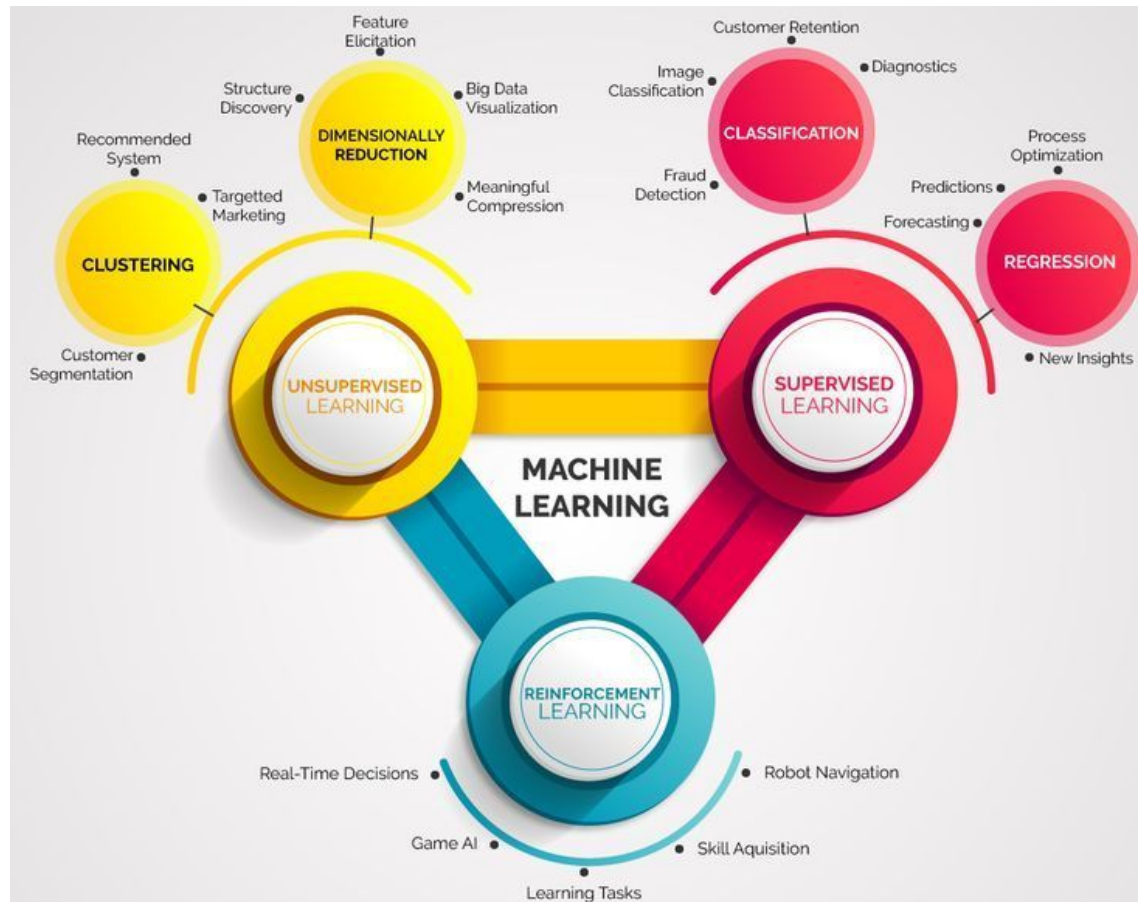 Feature
Elicitation
Structure
Discovery
Big Data
Visualization
DIMENSIONALLY
REDUCTION
Meaningful
Compression
Recommended
System
Targetted
Marketing
CLUSTERING
Customer
Segmentation
UNSUPERVISED
LEARNING
Customer Retention
Image
Classification
Diagnostics
CLASSIFICATION
Fraud
Detection
Process
Optimization
Predictions
Forecasting
REGRESSION
New Insights
SUPERVISED
LEARNING
MACHINE
LEARNING
REINFORCEMENT
LEARNING
Real-Time Decisions
Robot Navigation
Game AI
Skill Aquisition
Learning Tasks